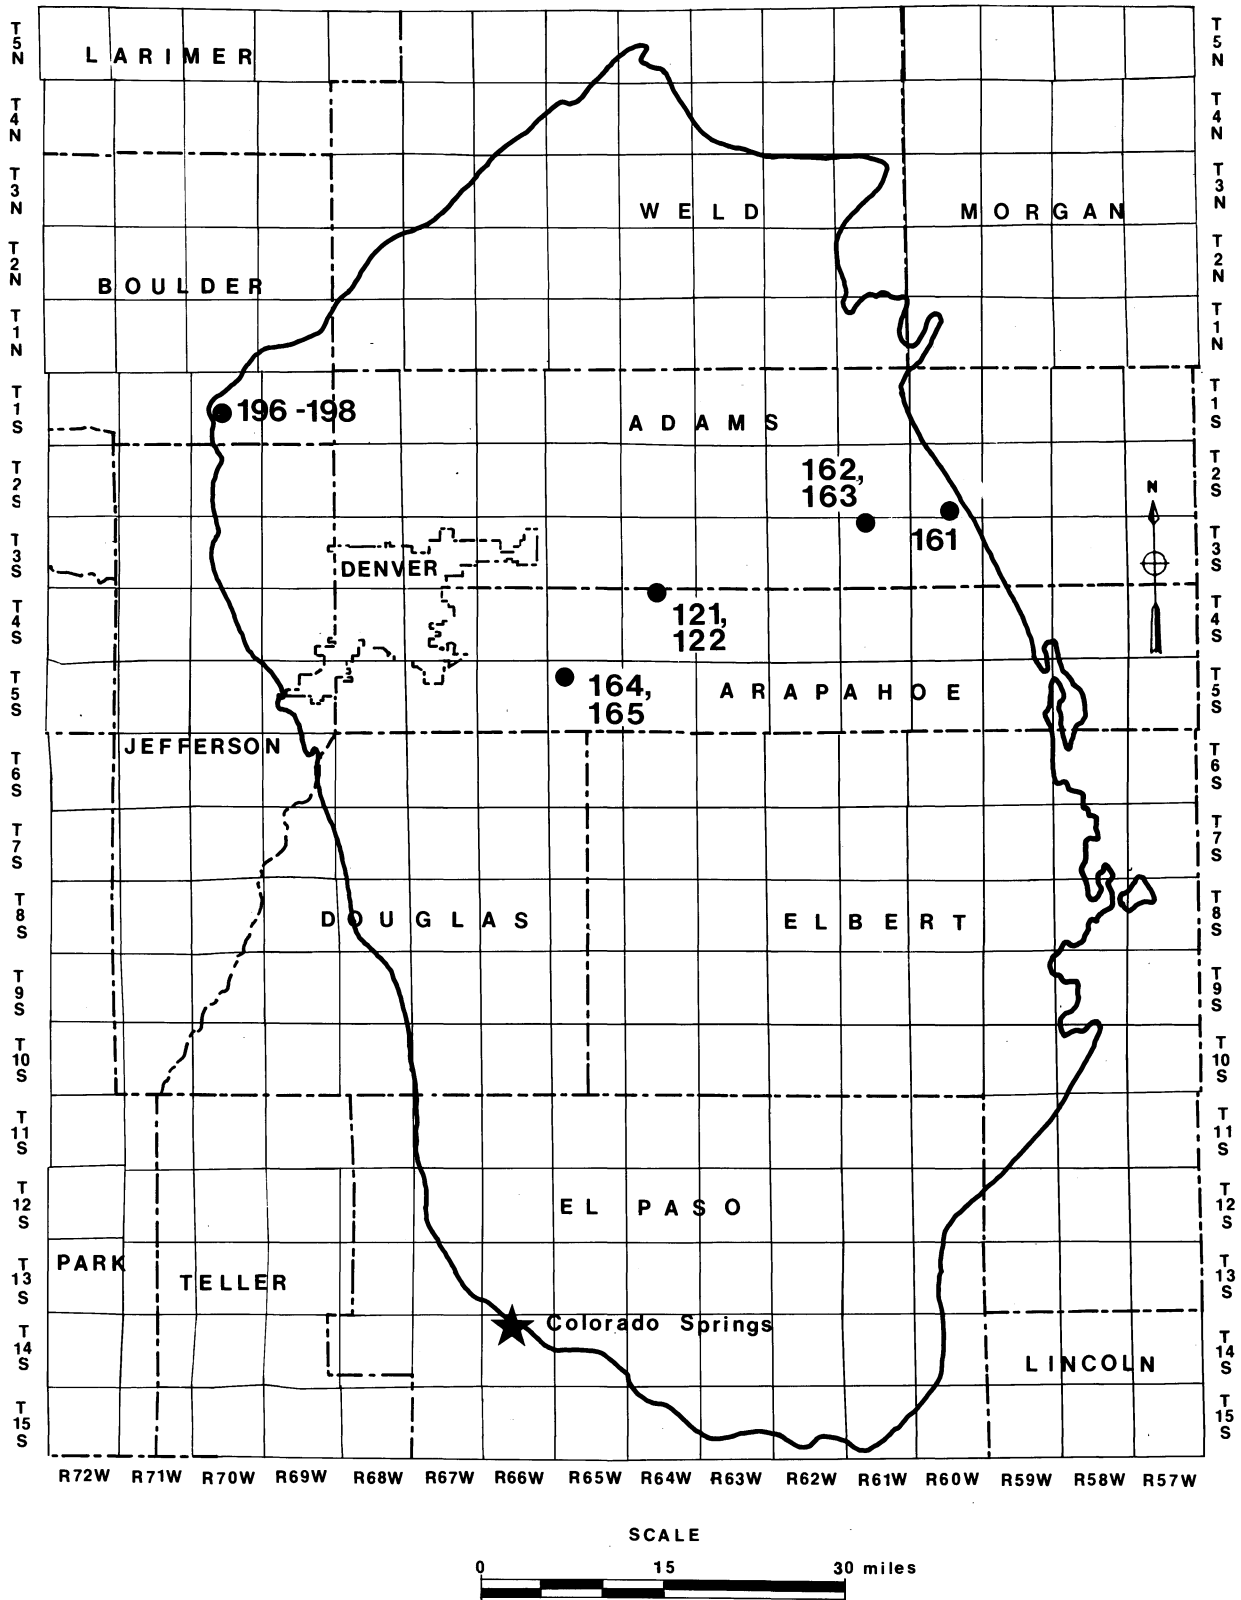 T5N T5N
LARIMER
T4N T4N
T3N T3N
WELD MORGAN
T2N T2N
BOULDER
T1N T1N
T1S T1S
196 -198
ADAMS
T2S T2S
162,
163
N
161
T3S T3S
DENVER
T4S T4S
121,
122
T5S T5S
164,
165
ARAPAHOE
JEFFERSON
T6S T6S
T7S T7S
T8S T8S
DOUGLAS ELBERT
T9S T9S
T10S T10S
T11S T11S
T12S T12S
EL PASO
PARK
T13S T13S
TELLER
Colorado Springs
T14S T14S
LINCOLN
T15S T15S
R72W R71W R70W R69W R68W R67W R66W R65W R64W R63W R62W R61W R60W R59W R58W R57W
SCALE
0 15 30 miles